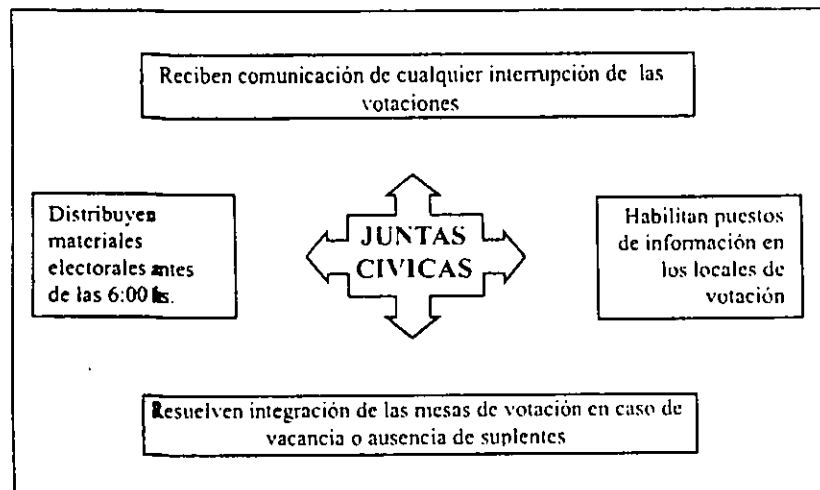 Reciben comunicación de cualquier interrupción de las
votaciones
Distribuyen
materiales
electorales antes
de las 6:00 hs.
JUNTAS
CIVICAS
Habilitan puestos
de información en
los locales de
votación
Resuelven integración de las mesas de votación en caso de
vacancia o ausencia de suplentes